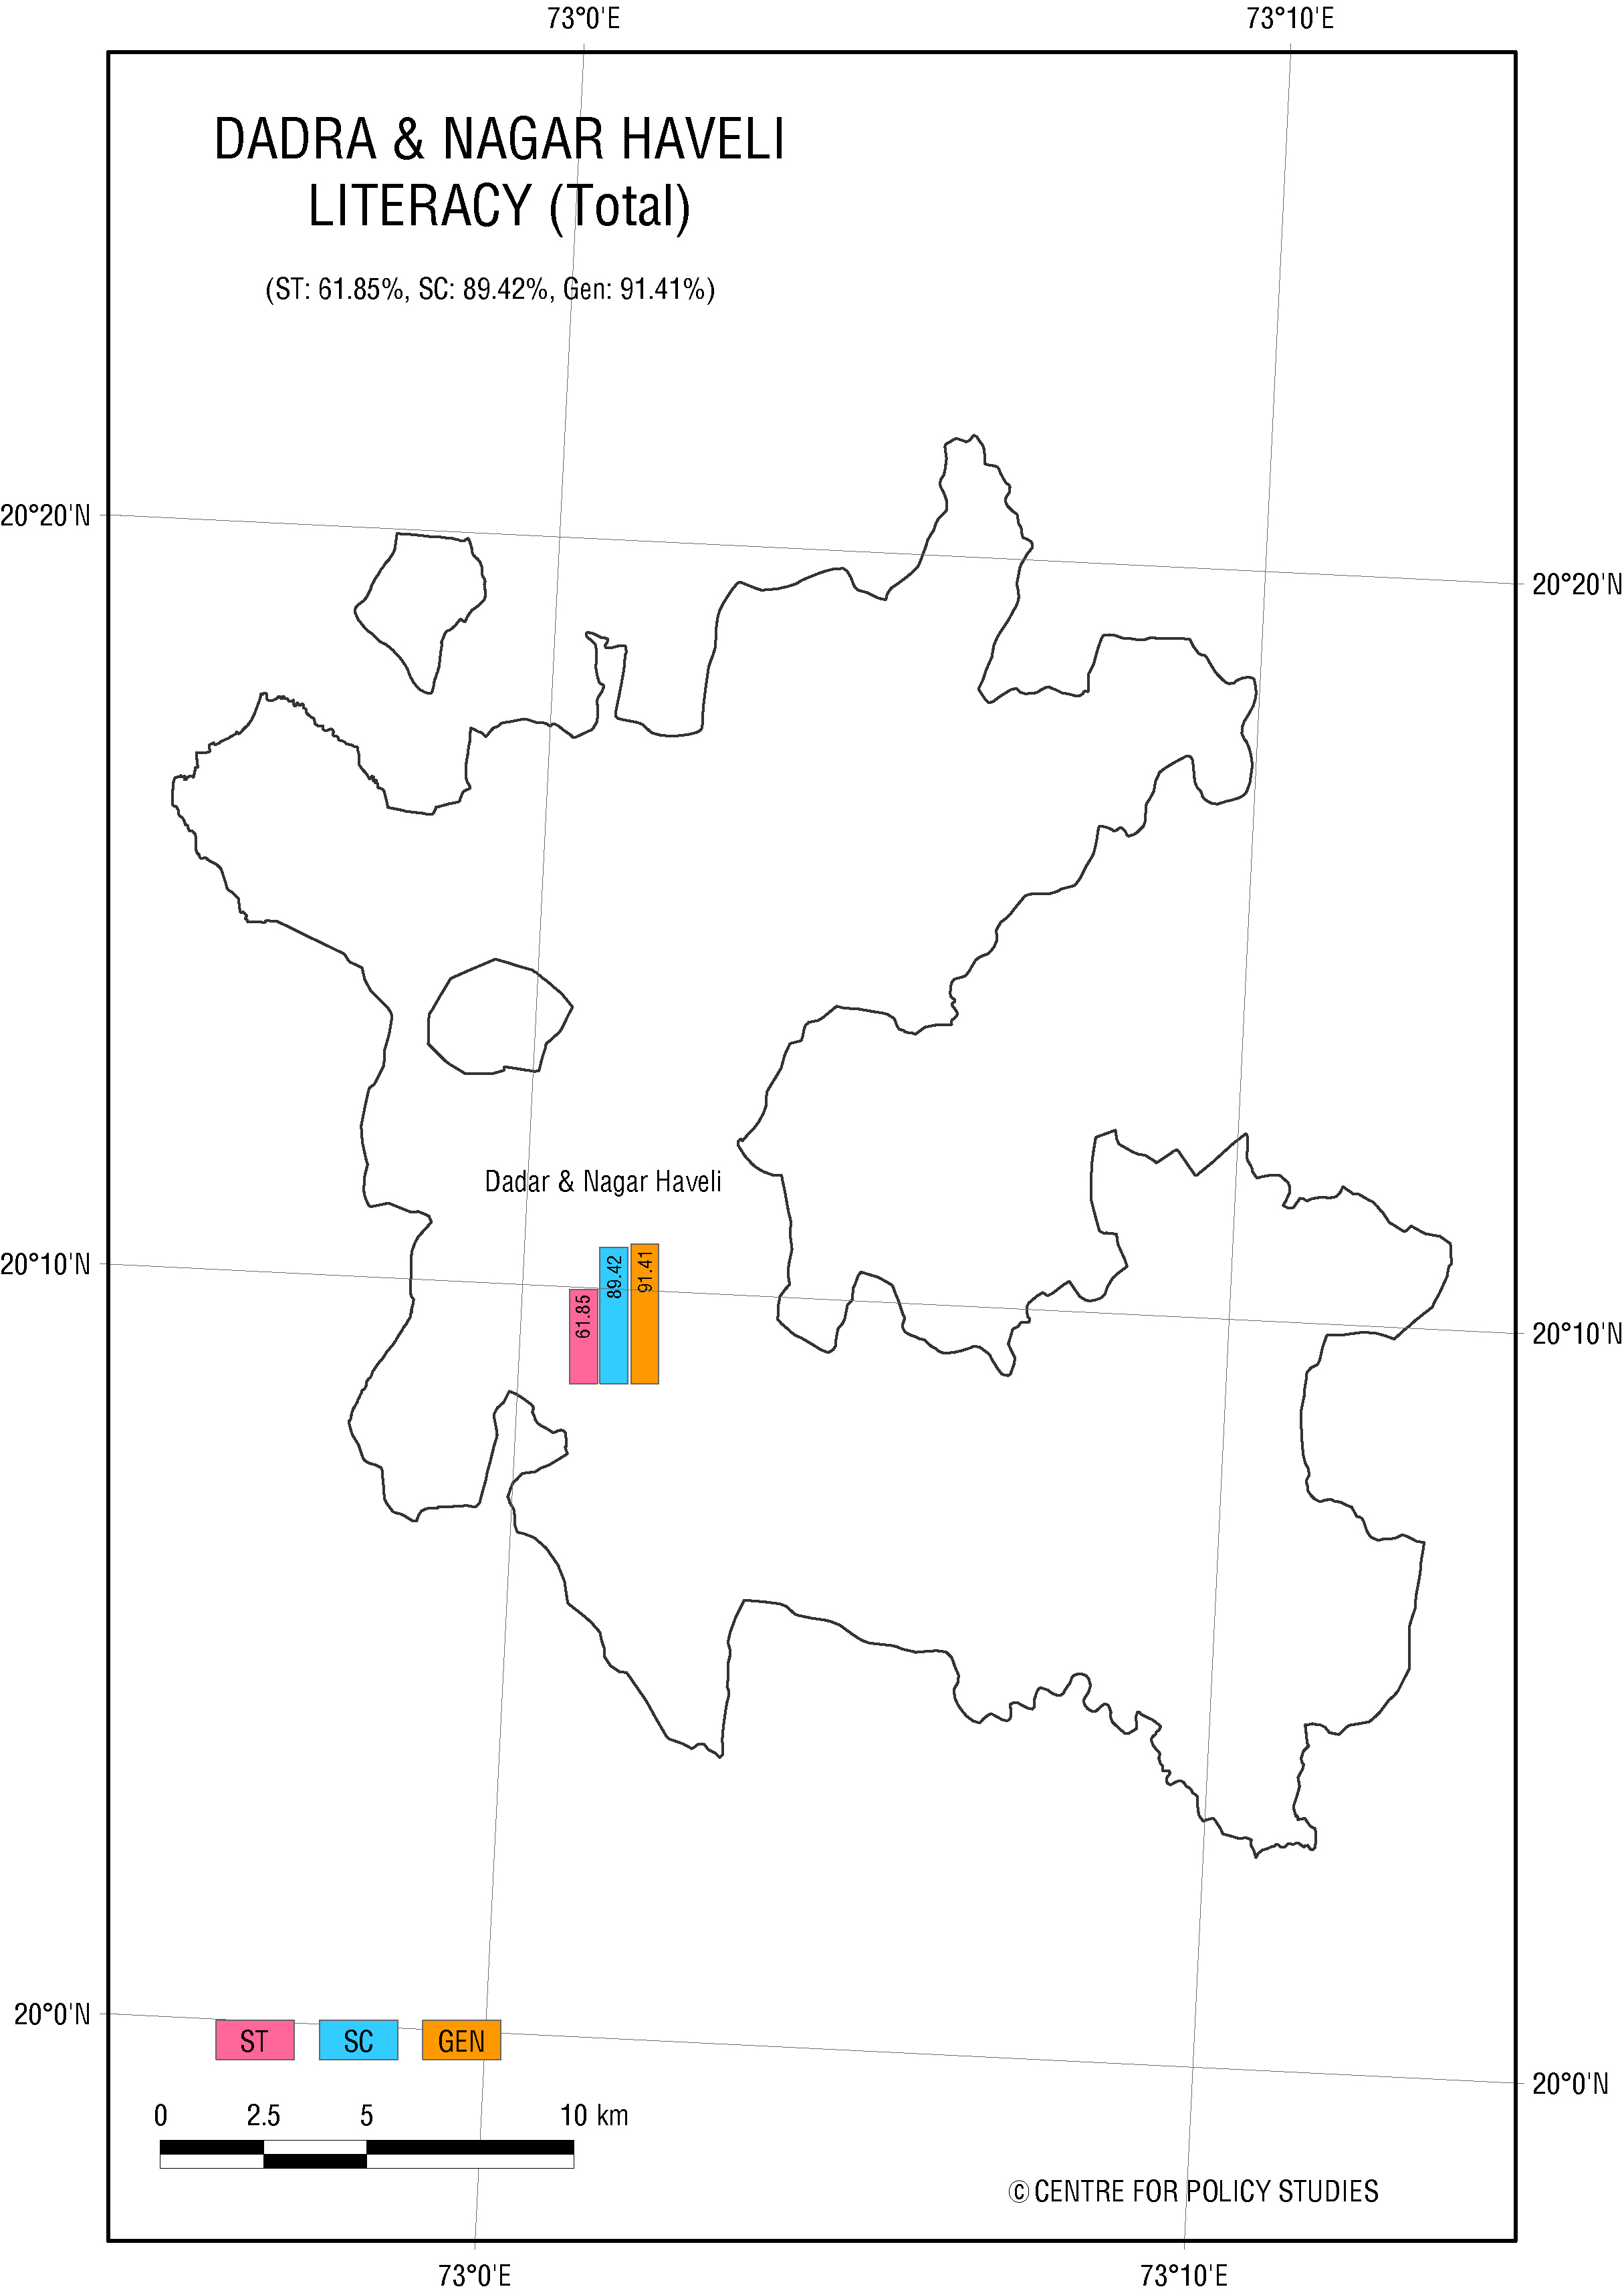 73°0'E
73°10'E
DADRA & NAGAR HAVELI
LITERACY (Total)
(ST: 61.85%, SC: 89.42%, Gen: 91.41%)
20°20'N
20°20'N
Dadar & Nagar Haveli
20°10'N
61.85
89.42
91.41
20°10'N
20°0'N
ST
SC
GEN
20°0'N
0
2.5
5
10 km
© CENTRE FOR POLICY STUDIES
73°0'E
73°10'E